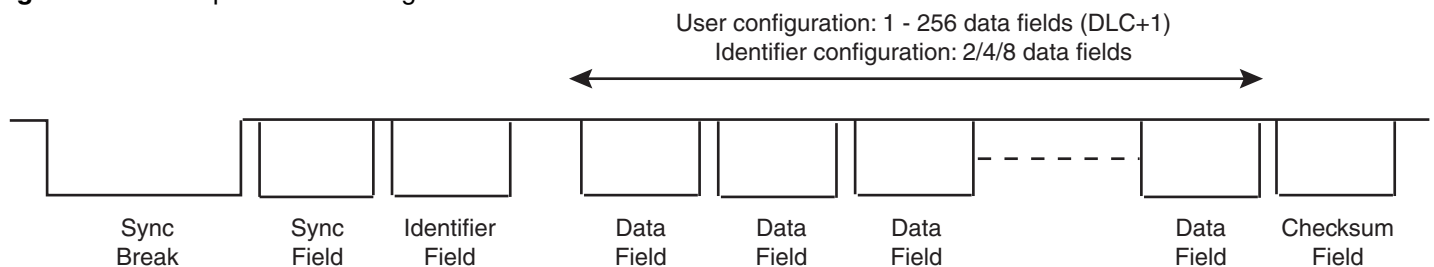 User configuration: 1 - 256 data fields (DLC+1)
Identifier configuration: 2/4/8 data fields
Sync Break
Sync Field
Identifier Field
Data Field
Data Field
Data Field
Data Field
Checksum Field